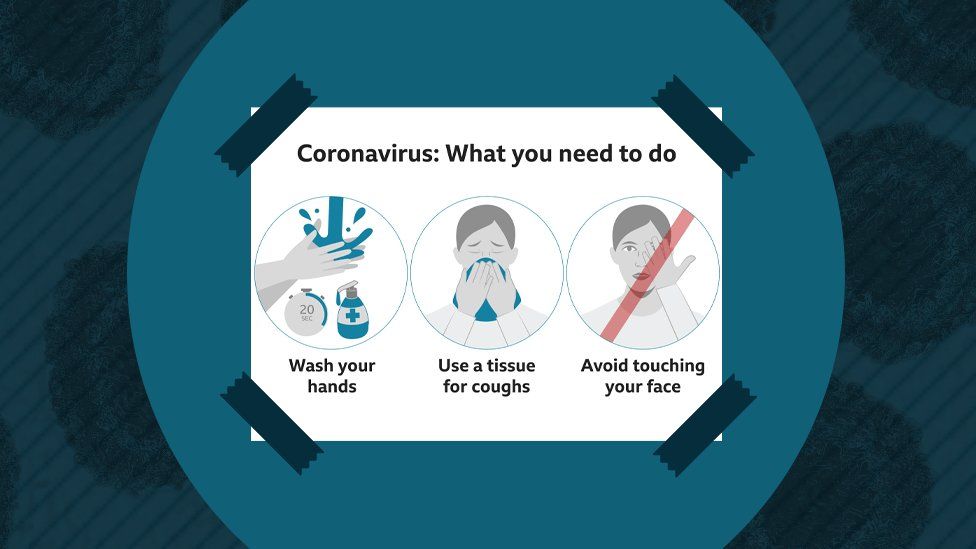 Coronavirus: What you need to do
20
SEC
Wash your
hands
Use a tissue
for coughs
Avoid touching
your face